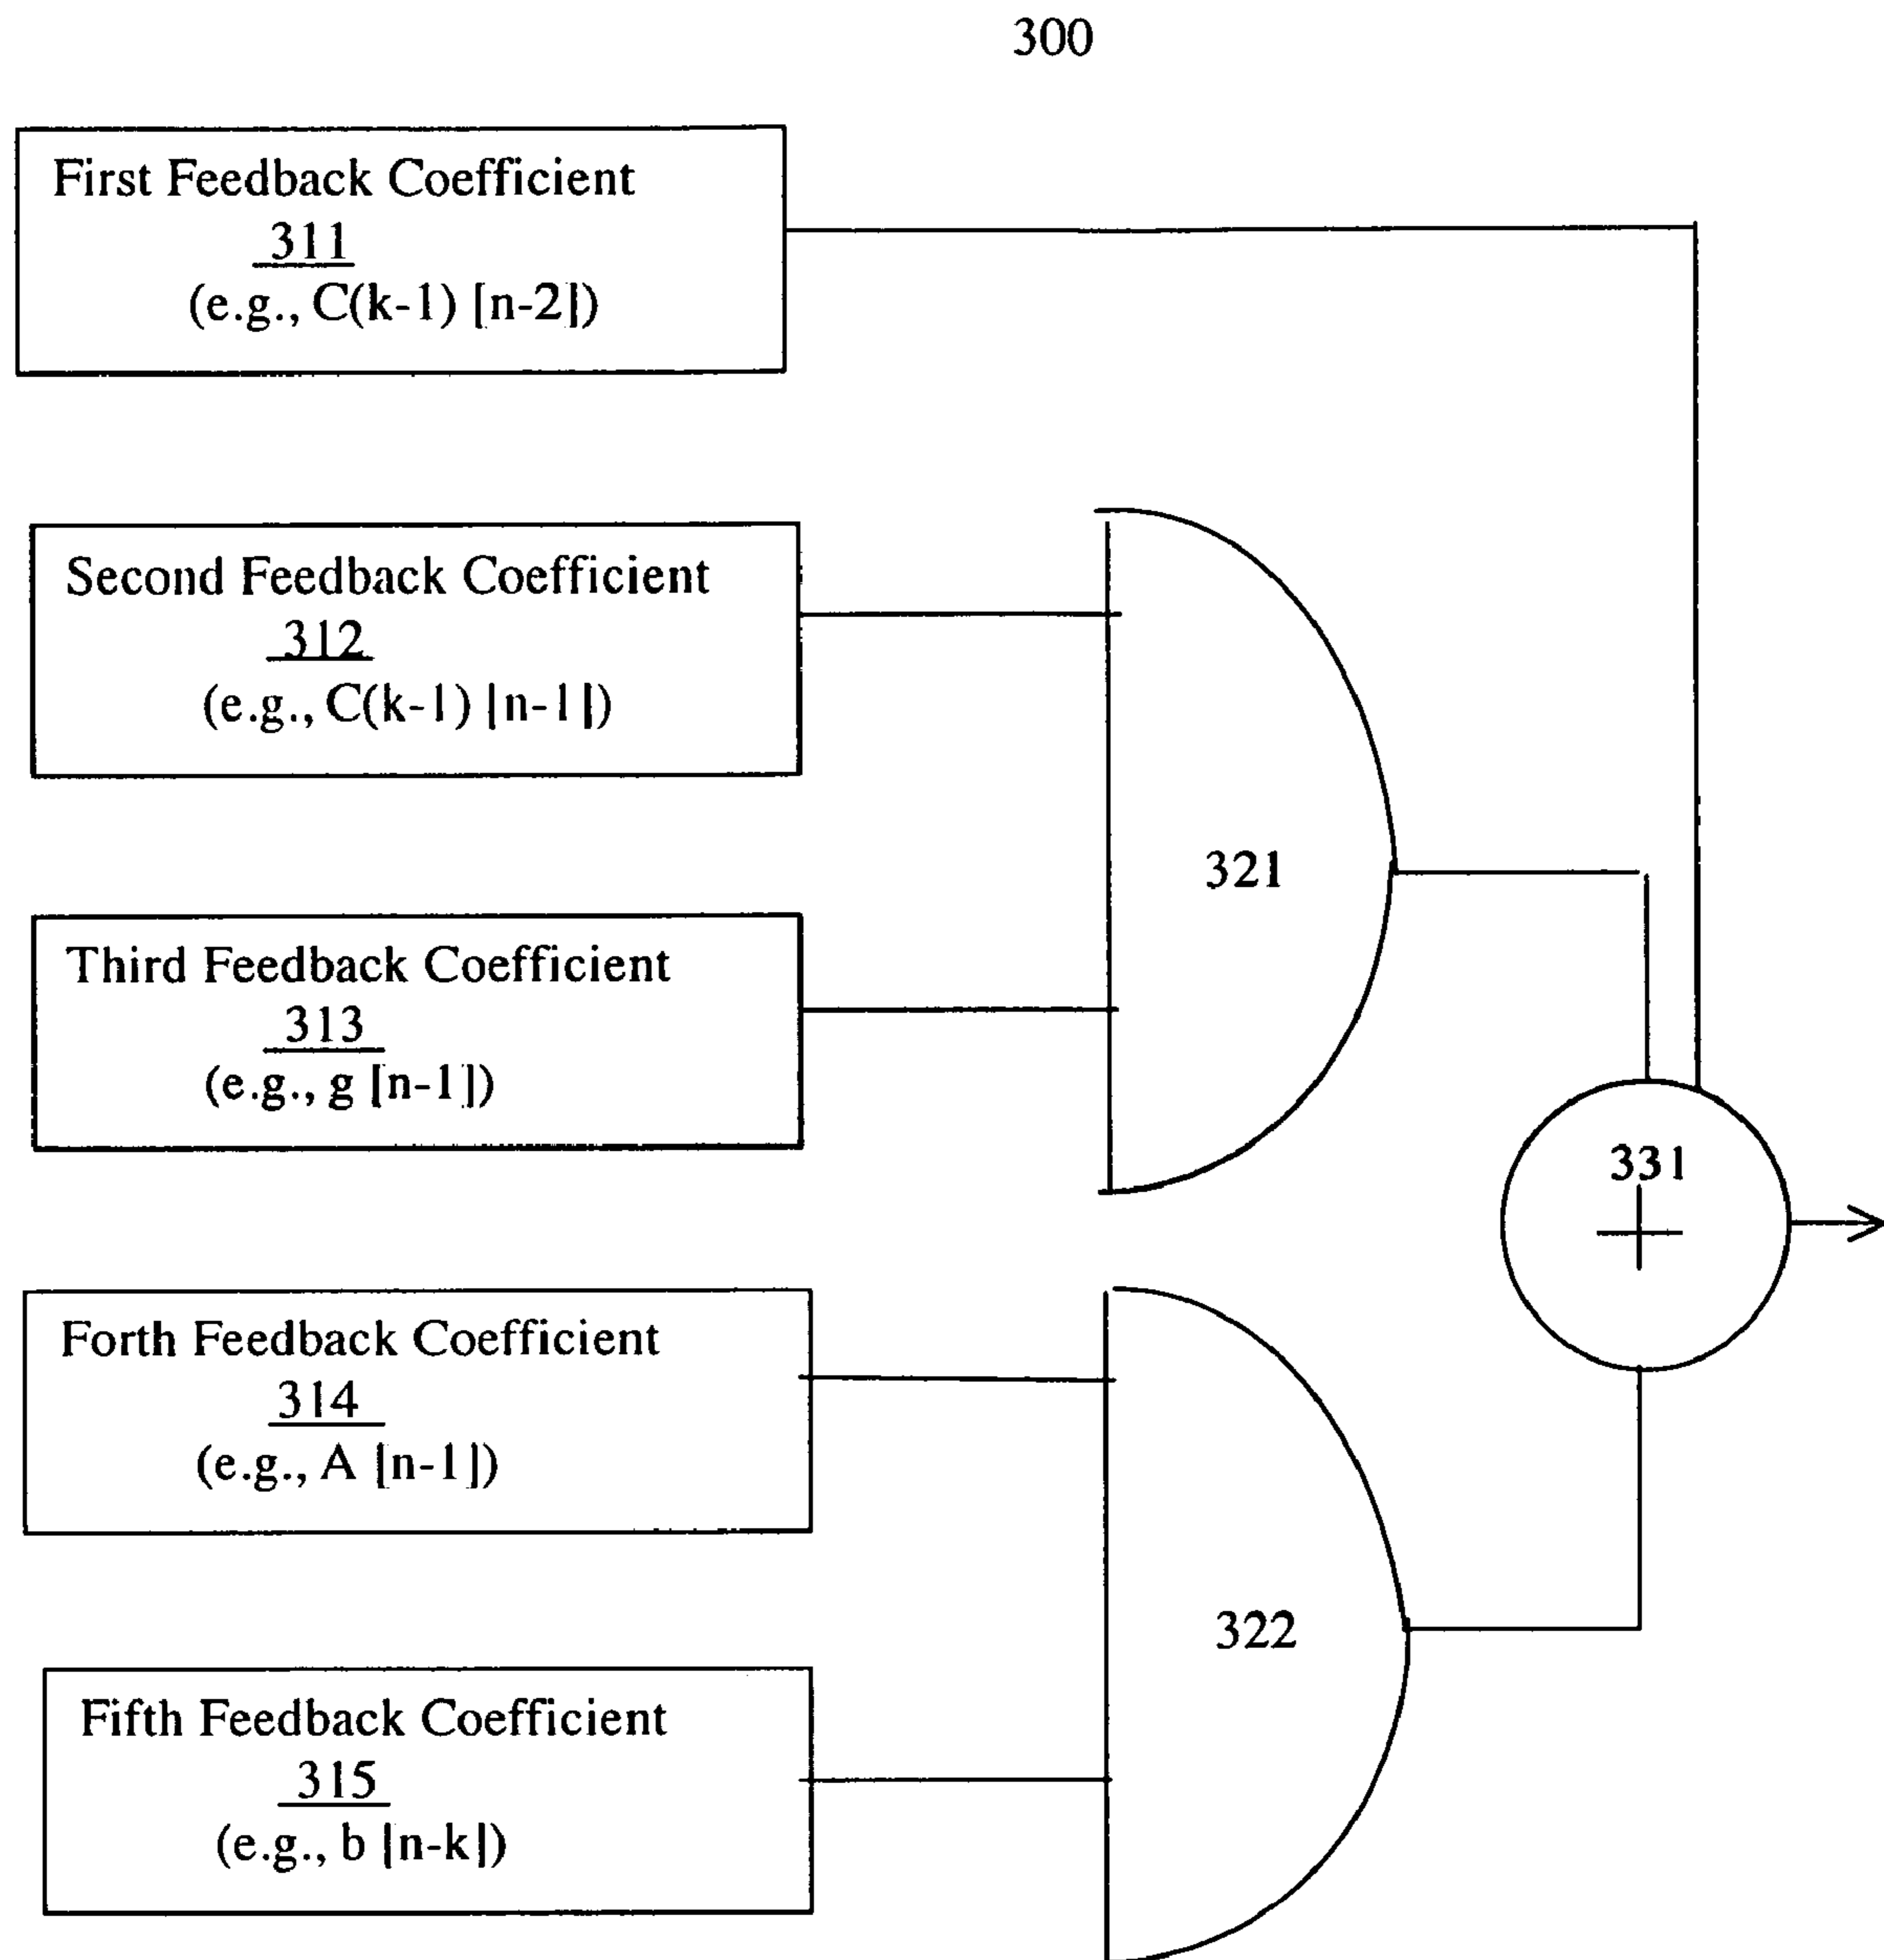 300
First Feedback Coefficient
311
(e.g., C(k-1) [n-2])
Second Feedback Coefficient
312
(e.g., C(k-1) [n-1])
321
Third Feedback Coefficient
313
(e.g., g [n-1])
331
+
Forth Feedback Coefficient
314
(e.g., A [n-1])
322
Fifth Feedback Coefficient
315
(e.g., b [n-k])